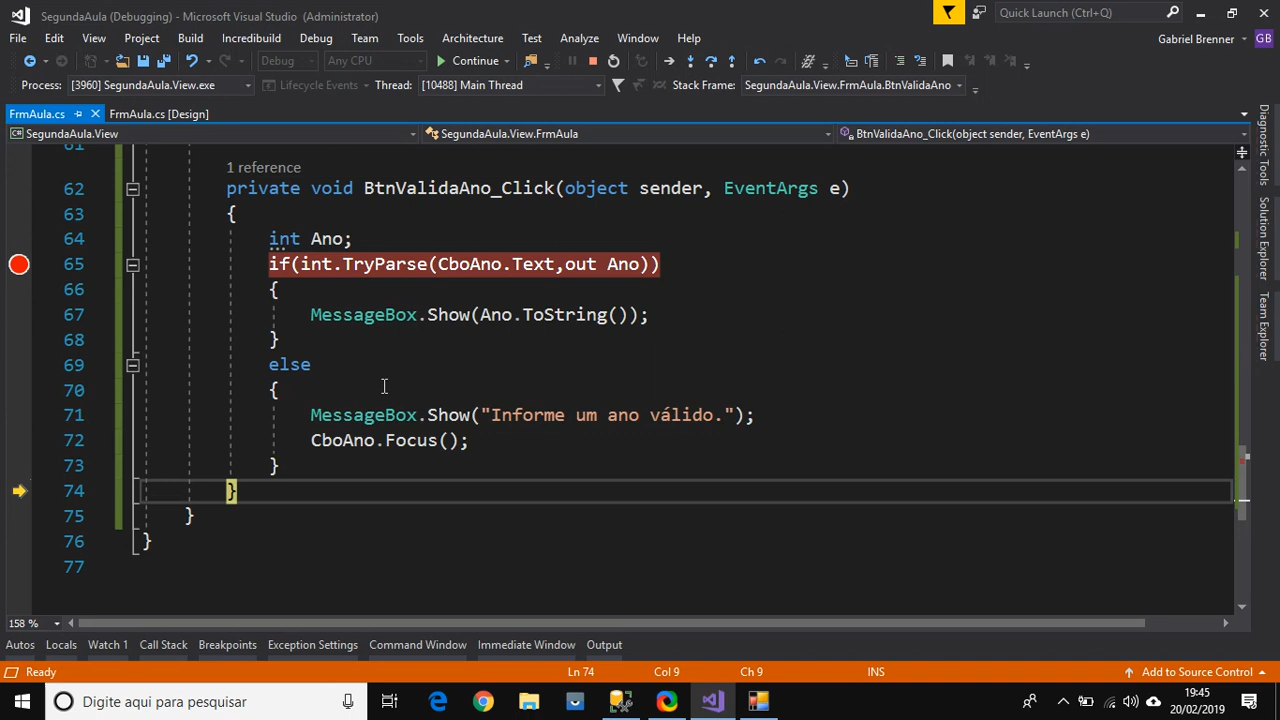 SegundaAula (Debugging) - Microsoft Visual Studio (Administrator)
Quick Launch (Ctrl+Q)
File Edit View Project Build Incredibuild Debug Team Tools Architecture Test Analyze Window Help
Gabriel Brenner GB
Debug Any CPU Continue
Process: [3960] SegundaAula.View.exe Lifecycle Events Thread: [10488] Main Thread Stack Frame: SegundaAula.View.FrmAula.BtnValidaAno
FrmAula.cs FrmAula.cs [Design]
SegundaAula.View SegundaAula.View.FrmAula BtnValidaAno_Click(object sender, EventArgs e)
61
1 reference
62 private void BtnValidaAno_Click(object sender, EventArgs e)
63 {
64 int Ano;
65 if(int.TryParse(CboAno.Text,out Ano))
66 {
67 MessageBox.Show(Ano.ToString());
68 }
69 else
70 {
71 MessageBox.Show("Informe um ano válido.");
72 CboAno.Focus();
73 }
74 }
75 }
76 }
77
Diagnostic Tools
Solution Explorer
Team Explorer
158 %
Autos Locals Watch 1 Call Stack Breakpoints Exception Settings Command Window Immediate Window Output
Ready Ln 74 Col 9 Ch 9 INS Add to Source Control
Digite aqui para pesquisar
19:45
20/02/2019